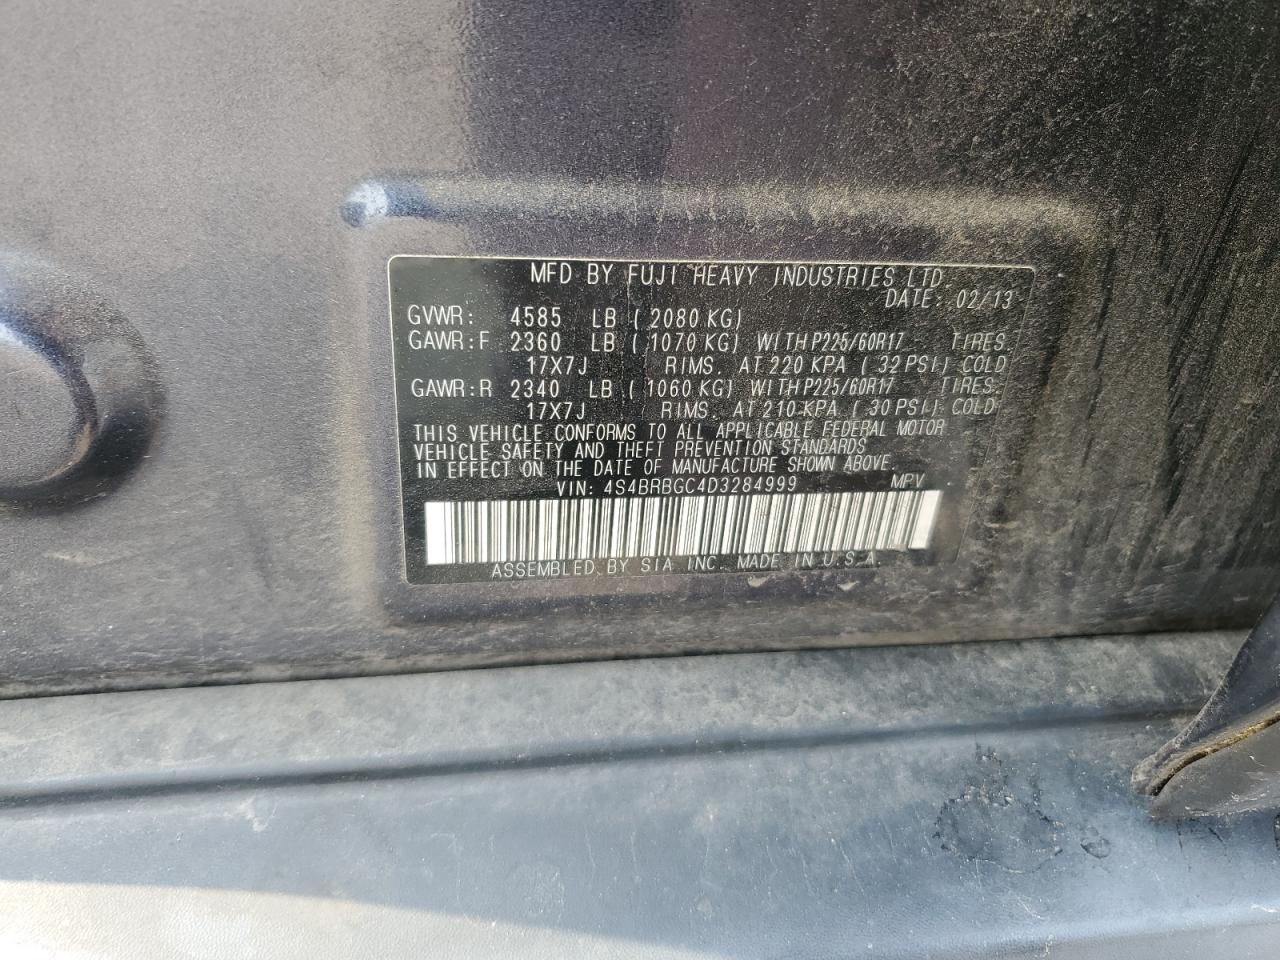 MFD BY FUJI HEAVY INDUSTRIES LTD
DATE: 02/13
GVWR: 4585 LB ( 2080 KG)
GAWR: F 2360 LB ( 1070 KG) WITH P225/60R17 TIRES.
17X7J RIMS. AT 220 KPA ( 32 PSI) COLD
GAWR: R 2340 LB ( 1060 KG) WITH P225/60R17 TIRES.
17X7J RIMS. AT 210 KPA ( 30 PSI) COLD
THIS VEHICLE CONFORMS TO ALL APPLICABLE FEDERAL MOTOR
VEHICLE SAFETY AND THEFT PREVENTION STANDARDS
IN EFFECT ON THE DATE OF MANUFACTURE SHOWN ABOVE.
VIN: 4S4BRBGC4D3284999 MPV
ASSEMBLED BY SIA INC. MADE IN U.S.A.